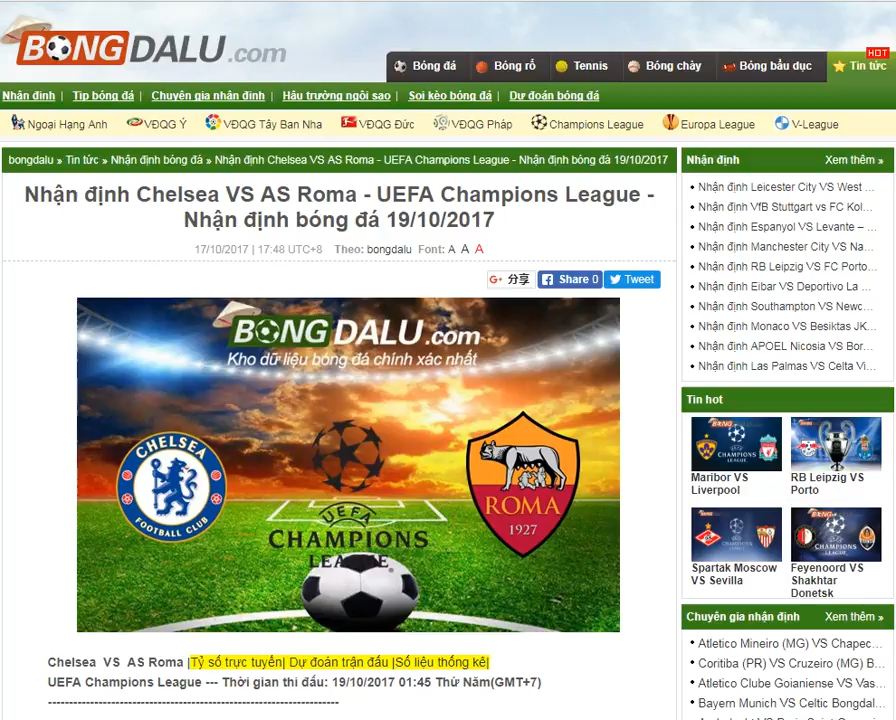 BONGDALU.com
Bóng đá
Bóng rổ
Tennis
Bóng chày
Bóng bầu dục
HOT
Tin tức
Nhận định | Tip bóng đá | Chuyên gia nhận định | Hậu trường ngôi sao | Soi kèo bóng đá | Dự đoán bóng đá
Ngoại Hạng Anh
VĐQG Ý
VĐQG Tây Ban Nha
VĐQG Đức
VĐQG Pháp
Champions League
Europa League
V-League
bongdalu » Tin tức » Nhận định bóng đá » Nhận định Chelsea VS AS Roma - UEFA Champions League - Nhận định bóng đá 19/10/2017
Nhận định Chelsea VS AS Roma - UEFA Champions League -
Nhận định bóng đá 19/10/2017
17/10/2017 | 17:48 UTC+8 Theo: bongdalu Font: A A A
G+ 分享
Share 0
Tweet
BONGDALU.com
Kho dữ liệu bóng đá chính xác nhất
CHELSEA
FOOTBALL CLUB
UEFA
CHAMPIONS
LEAGUE
ROMA
1927
Chelsea VS AS Roma |Tỷ số trực tuyến| Dự đoán trận đấu |Số liệu thống kê|
UEFA Champions League --- Thời gian thi đấu: 19/10/2017 01:45 Thứ Năm(GMT+7)
----------------------------------------------------------------------
Nhận định
Xem thêm »
Nhận định Leicester City VS West ...
Nhận định VfB Stuttgart vs FC Kol...
Nhận định Espanyol VS Levante – ...
Nhận định Manchester City VS Na...
Nhận định RB Leipzig VS FC Porto...
Nhận định Eibar VS Deportivo La ...
Nhận định Southampton VS Newc...
Nhận định Monaco VS Besiktas JK...
Nhận định APOEL Nicosia VS Bor...
Nhận định Las Palmas VS Celta Vi...
Tin hot
Maribor VS
Liverpool
RB Leipzig VS
Porto
Spartak Moscow
VS Sevilla
Feyenoord VS
Shakhtar
Donetsk
Chuyên gia nhận định
Xem thêm »
Atletico Mineiro (MG) VS Chapec...
Coritiba (PR) VS Cruzeiro (MG) B...
Atletico Clube Goianiense VS Vas...
Bayern Munich VS Celtic Bongdal...